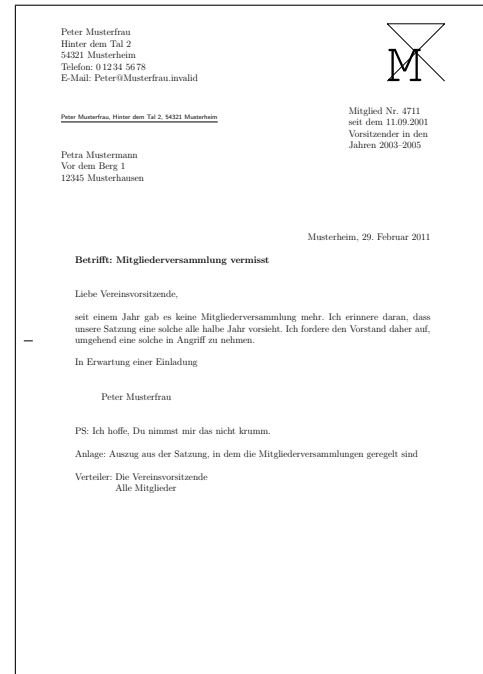 Peter Musterfrau
Hinter dem Tal 2
54321 Musterheim
Telefon: 0 12 34 56 78
E-Mail: Peter@Musterfrau.invalid
M
Peter Musterfrau, Hinter dem Tal 2, 54321 Musterheim
Mitglied Nr. 4711
seit dem 11.09.2001
Vorsitzender in den
Jahren 2003–2005
Petra Mustermann
Vor dem Berg 1
12345 Musterhausen
Musterheim, 29. Februar 2011
Betrifft: Mitgliederversammlung vermisst
Liebe Vereinsvorsitzende,
seit einem Jahr gab es keine Mitgliederversammlung mehr. Ich erinnere daran, dass
unsere Satzung eine solche alle halbe Jahr vorsieht. Ich fordere den Vorstand daher auf,
umgehend eine solche in Angriff zu nehmen.
In Erwartung einer Einladung
Peter Musterfrau
PS: Ich hoffe, Du nimmst mir das nicht krumm.
Anlage: Auszug aus der Satzung, in dem die Mitgliederversammlungen geregelt sind
Verteiler: Die Vereinsvorsitzende
Alle Mitglieder